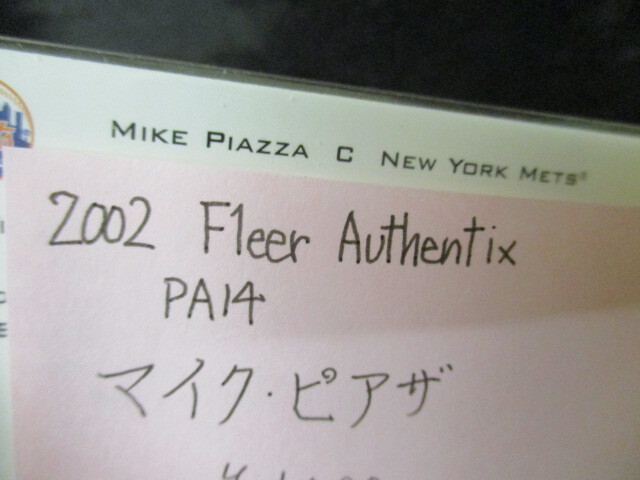 MIKE PIAZZA C NEW YORK METS®
2002 Fleer Authentix
PA14
マイク・ピアザ